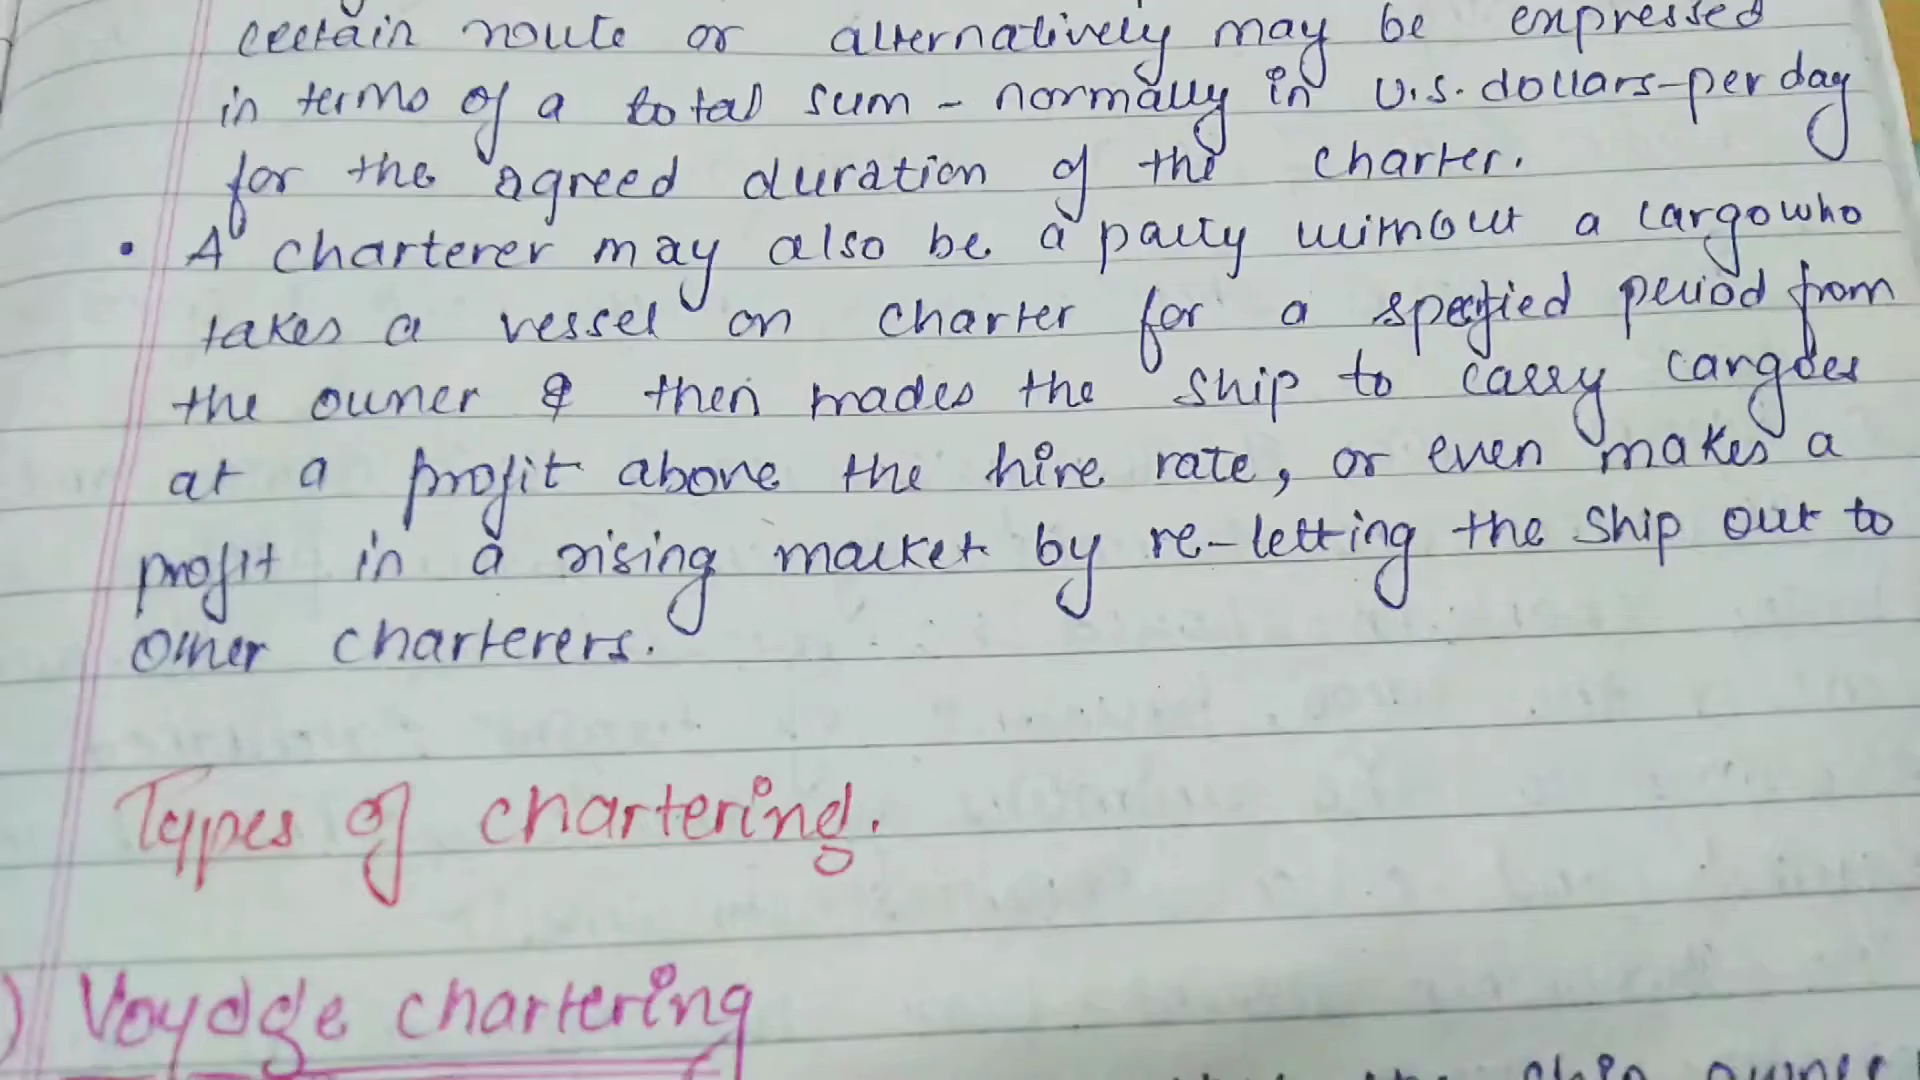 certain route or alternatively may be expressed
in terms of a total sum - normally in U.S. dollars-per day
for the agreed duration of the charter.
• A charterer may also be a party without a cargo who
takes a vessel on charter for a specified period from
the owner & then trades the ship to carry cargoes
at a profit above the hire rate, or even makes a
profit in a rising market by re-letting the ship out to
other charterers.
Types of chartering.
) Voyage chartering
the ship owner